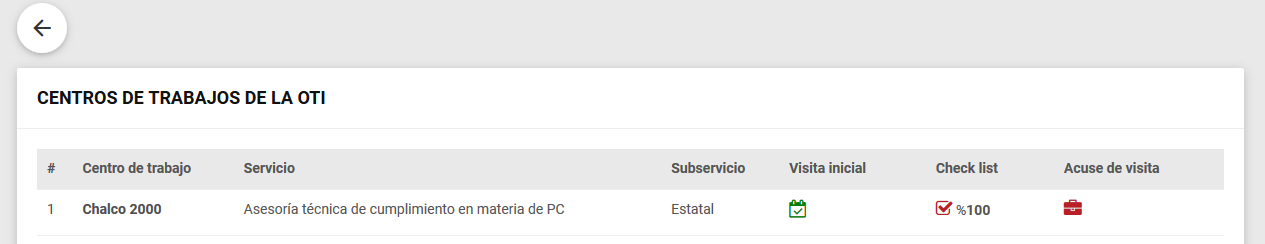 CENTROS DE TRABAJOS DE LA OTI
# Centro de trabajo Servicio Subservicio Visita inicial Check list Acuse de visita
1 Chalco 2000 Asesoría técnica de cumplimiento en materia de PC Estatal %100